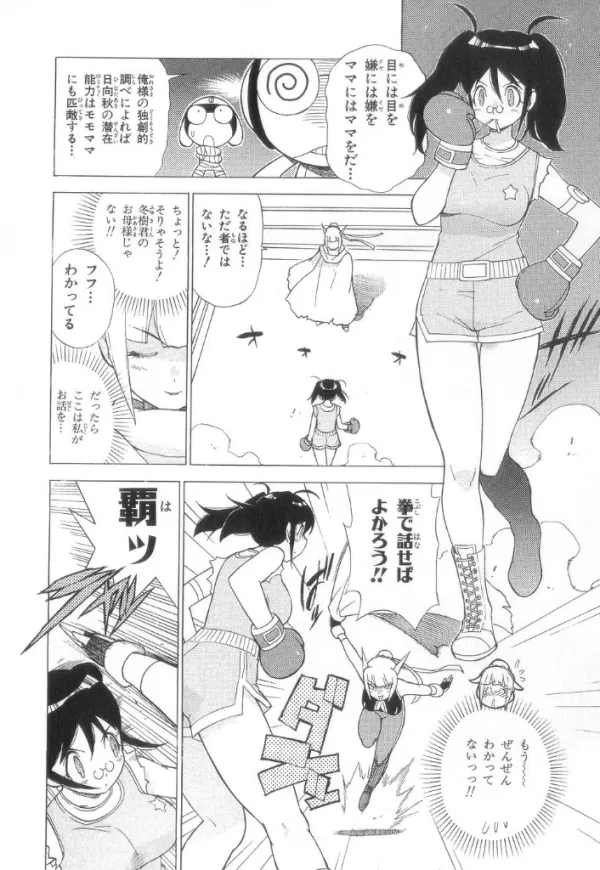 目には目を
嫌には嫌を
ママにはママをだ…
俺様の独創的
調べによれば
日向秋の潜在
能力はモモママ
にも匹敵する…
なるほど…
ただ者では
ないな…！
ちょっと！
そりゃそうよ！
冬樹君の
お母様じゃ
ない!!
フフ…
わかってる
だったら
ここは私が
お話を…
拳で話せば
よかろう!!
もう〜〜
ぜんぜん
わかって
ないっっ!!
覇ッ